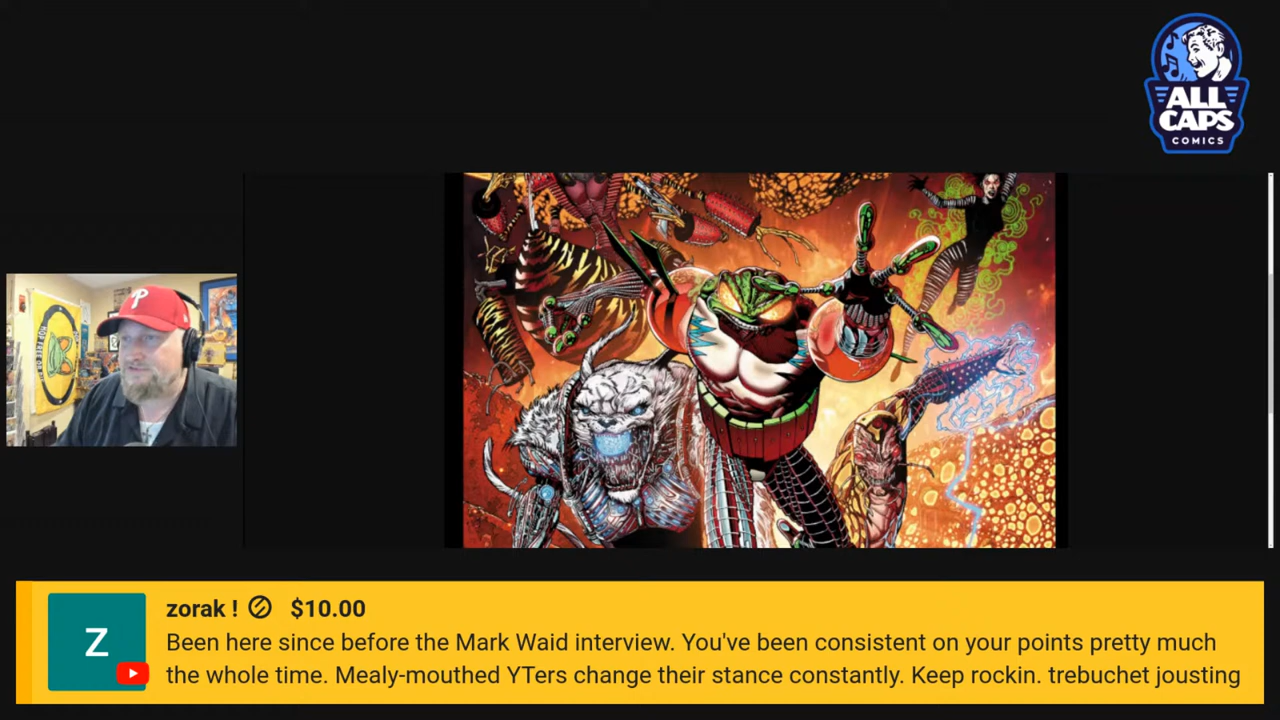 ALL
CAPS
COMICS
P
Z
zorak ! $10.00
Been here since before the Mark Waid interview. You've been consistent on your points pretty much
the whole time. Mealy-mouthed YTers change their stance constantly. Keep rockin. trebuchet jousting